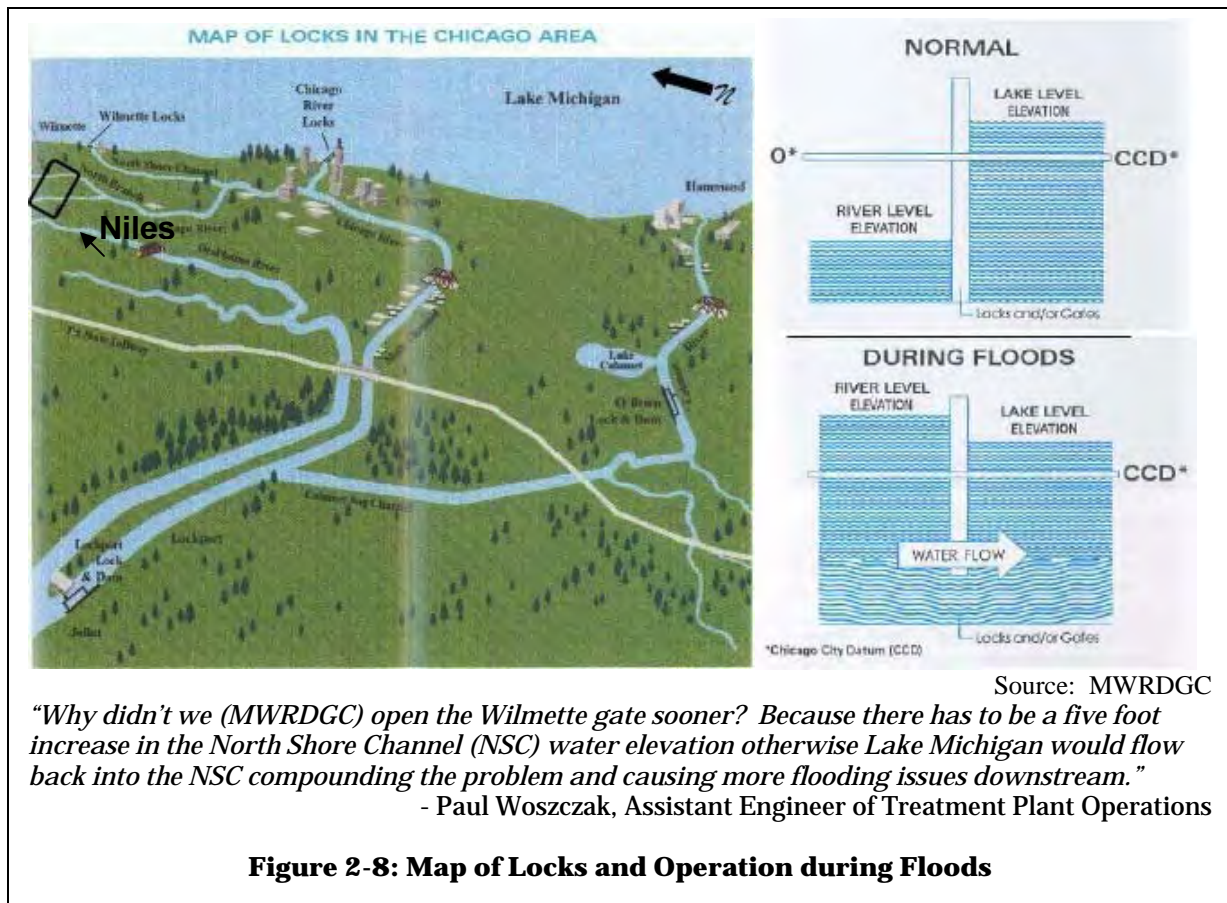 MAP OF LOCKS IN THE CHICAGO AREA
N
Lake Michigan
Chicago
River
Locks
Wilmette
Wilmette Locks
North Shore Channel
North Branch
Niles
Chicago
Chicago River
Hammond
Lake
Calumet
River
O'Brien
Lock & Dam
Calumet Sag Channel
Lockport
Lockport
Lock
& Dam
Joliet
NORMAL
LAKE LEVEL
ELEVATION
O*
CCD*
RIVER LEVEL
ELEVATION
Locks and/or Gates
DURING FLOODS
RIVER LEVEL
ELEVATION
LAKE LEVEL
ELEVATION
CCD*
WATER FLOW
Locks and/or Gates
*Chicago City Datum (CCD)
Source: MWRDGC
“Why didn’t we (MWRDGC) open the Wilmette gate sooner? Because there has to be a five foot
increase in the North Shore Channel (NSC) water elevation otherwise Lake Michigan would flow
back into the NSC compounding the problem and causing more flooding issues downstream.”
- Paul Woszczak, Assistant Engineer of Treatment Plant Operations
Figure 2-8: Map of Locks and Operation during Floods